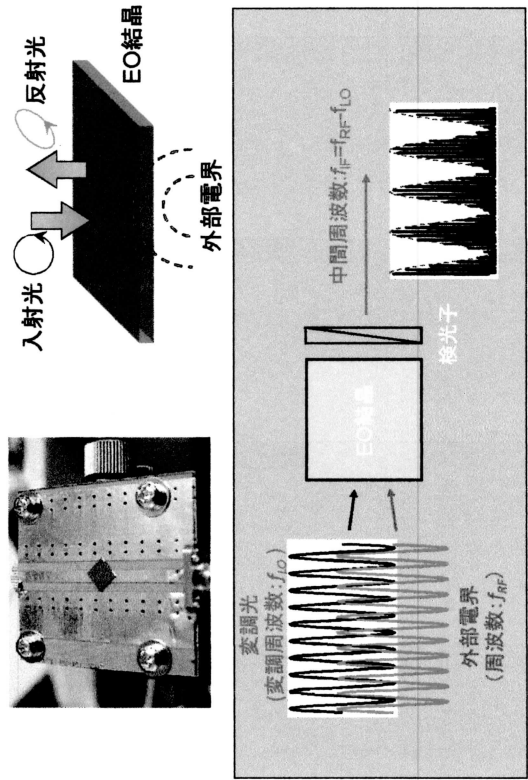 入射光
反射光
EO結晶
外部電界
変調光
(変調周波数:f_LO)
外部電界
(周波数:f_RF)
EO結晶
検光子
中間周波数:f_IF=f_RF-f_LO